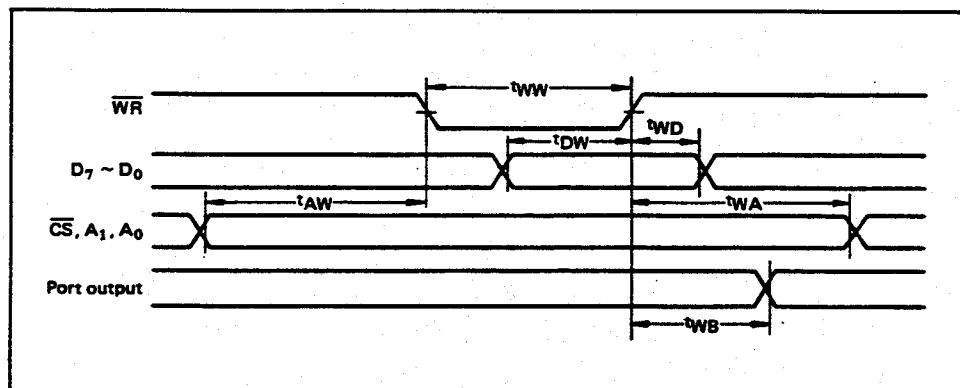 tWW
WR
tDW
tWD
D7 ~ D0
tAW
tWA
CS, A1, A0
Port output
tWB